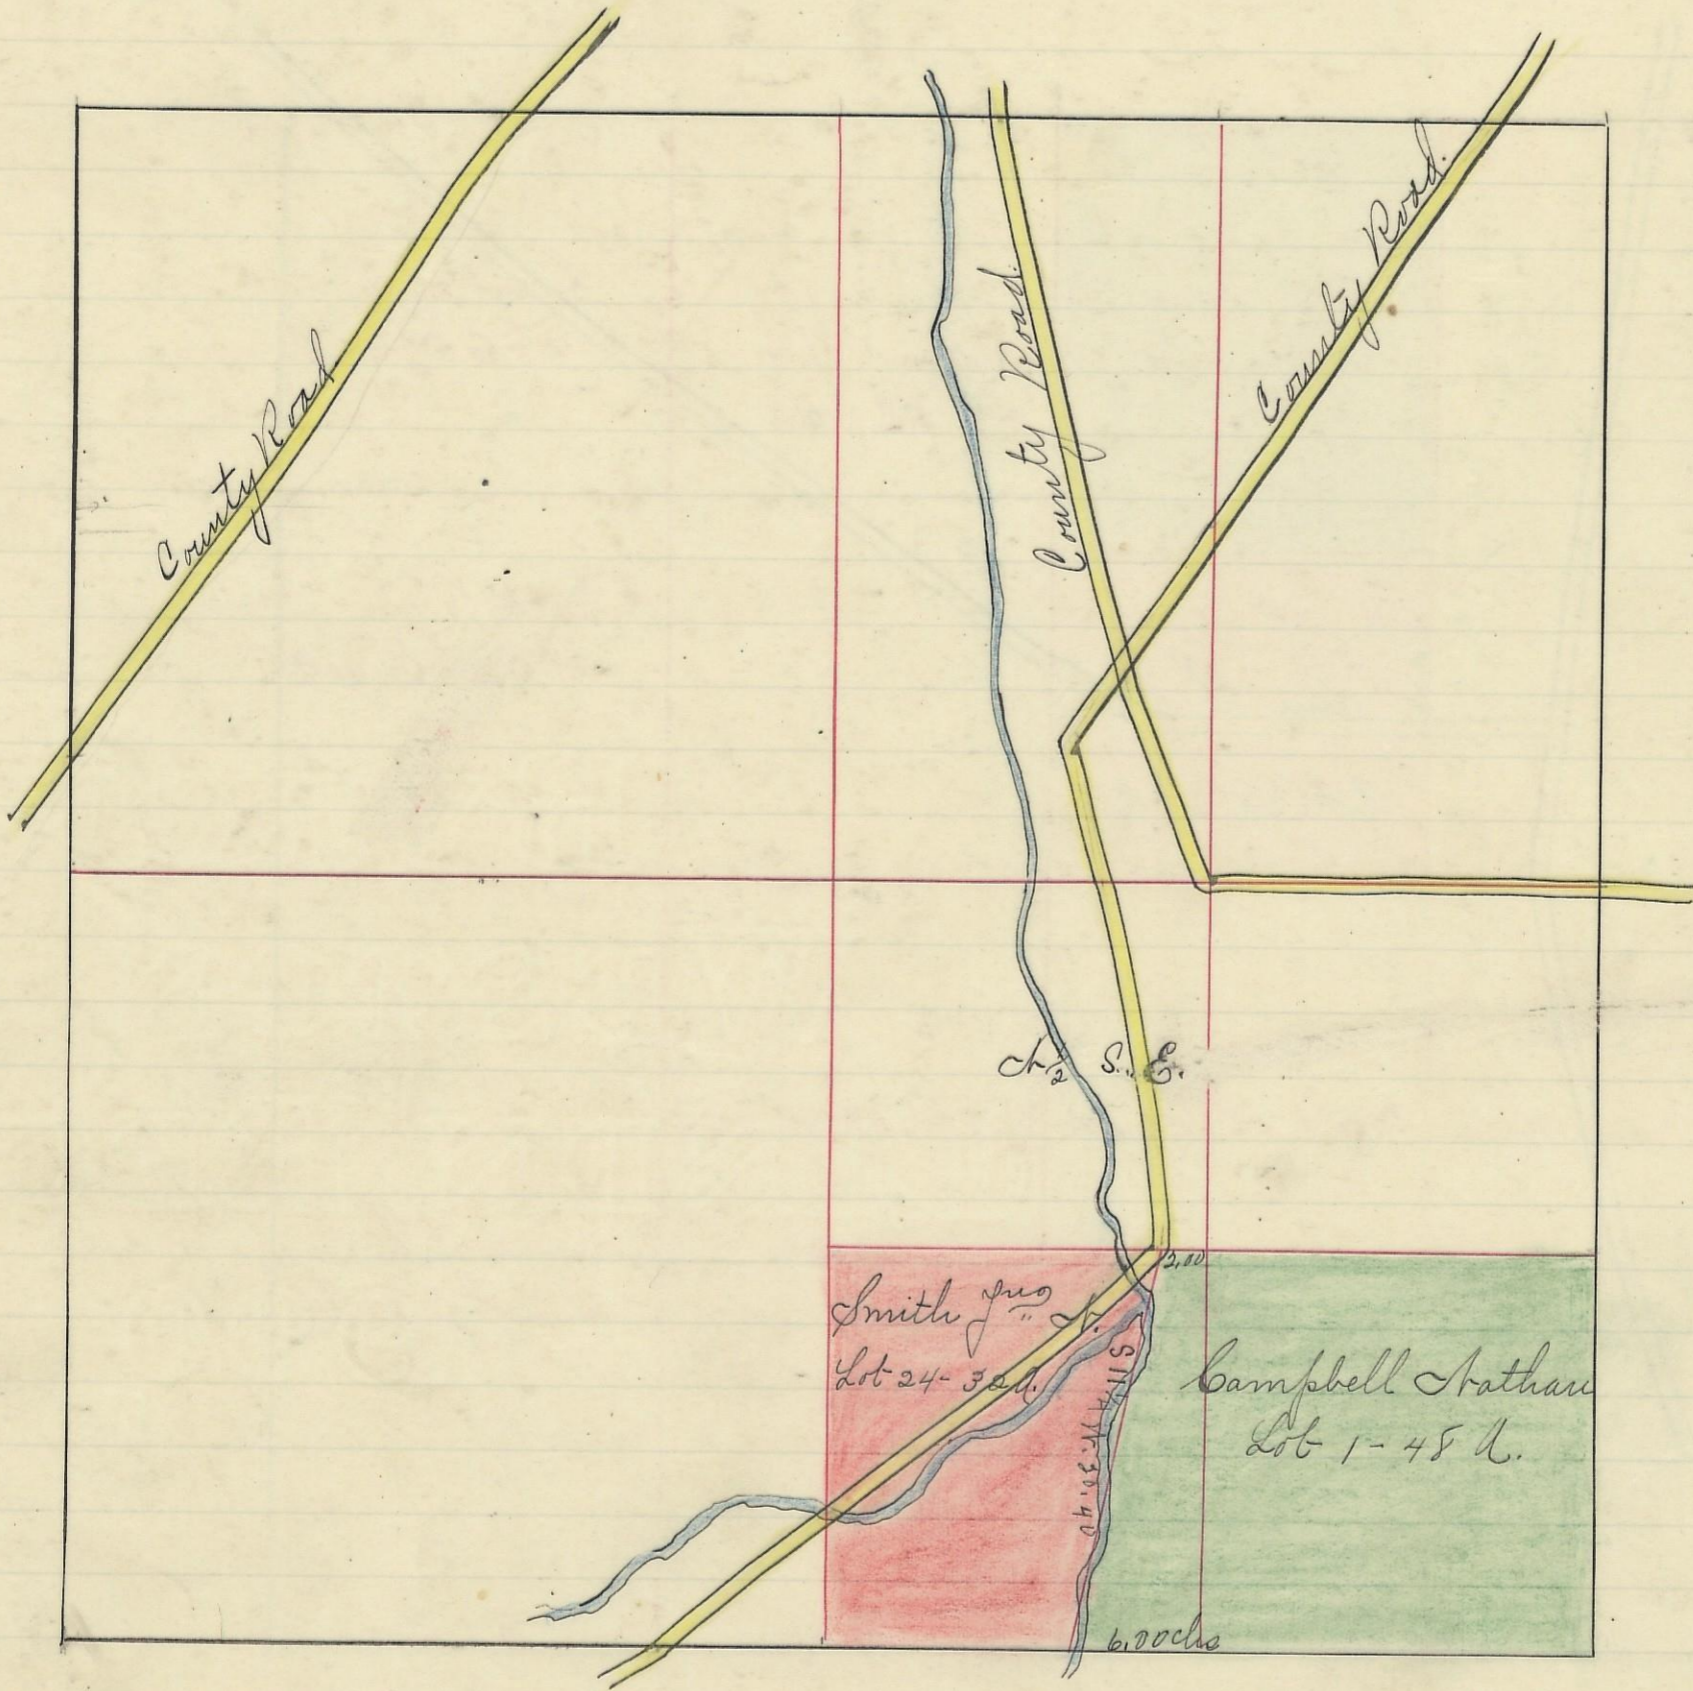 County Road
County Road.
County Road.
N ½ S. E.
2,00
Smith Jno N.
Lot 24 - 32 A.
Campbell Nathan
Lot 1 - 48 A.
6,00 chs